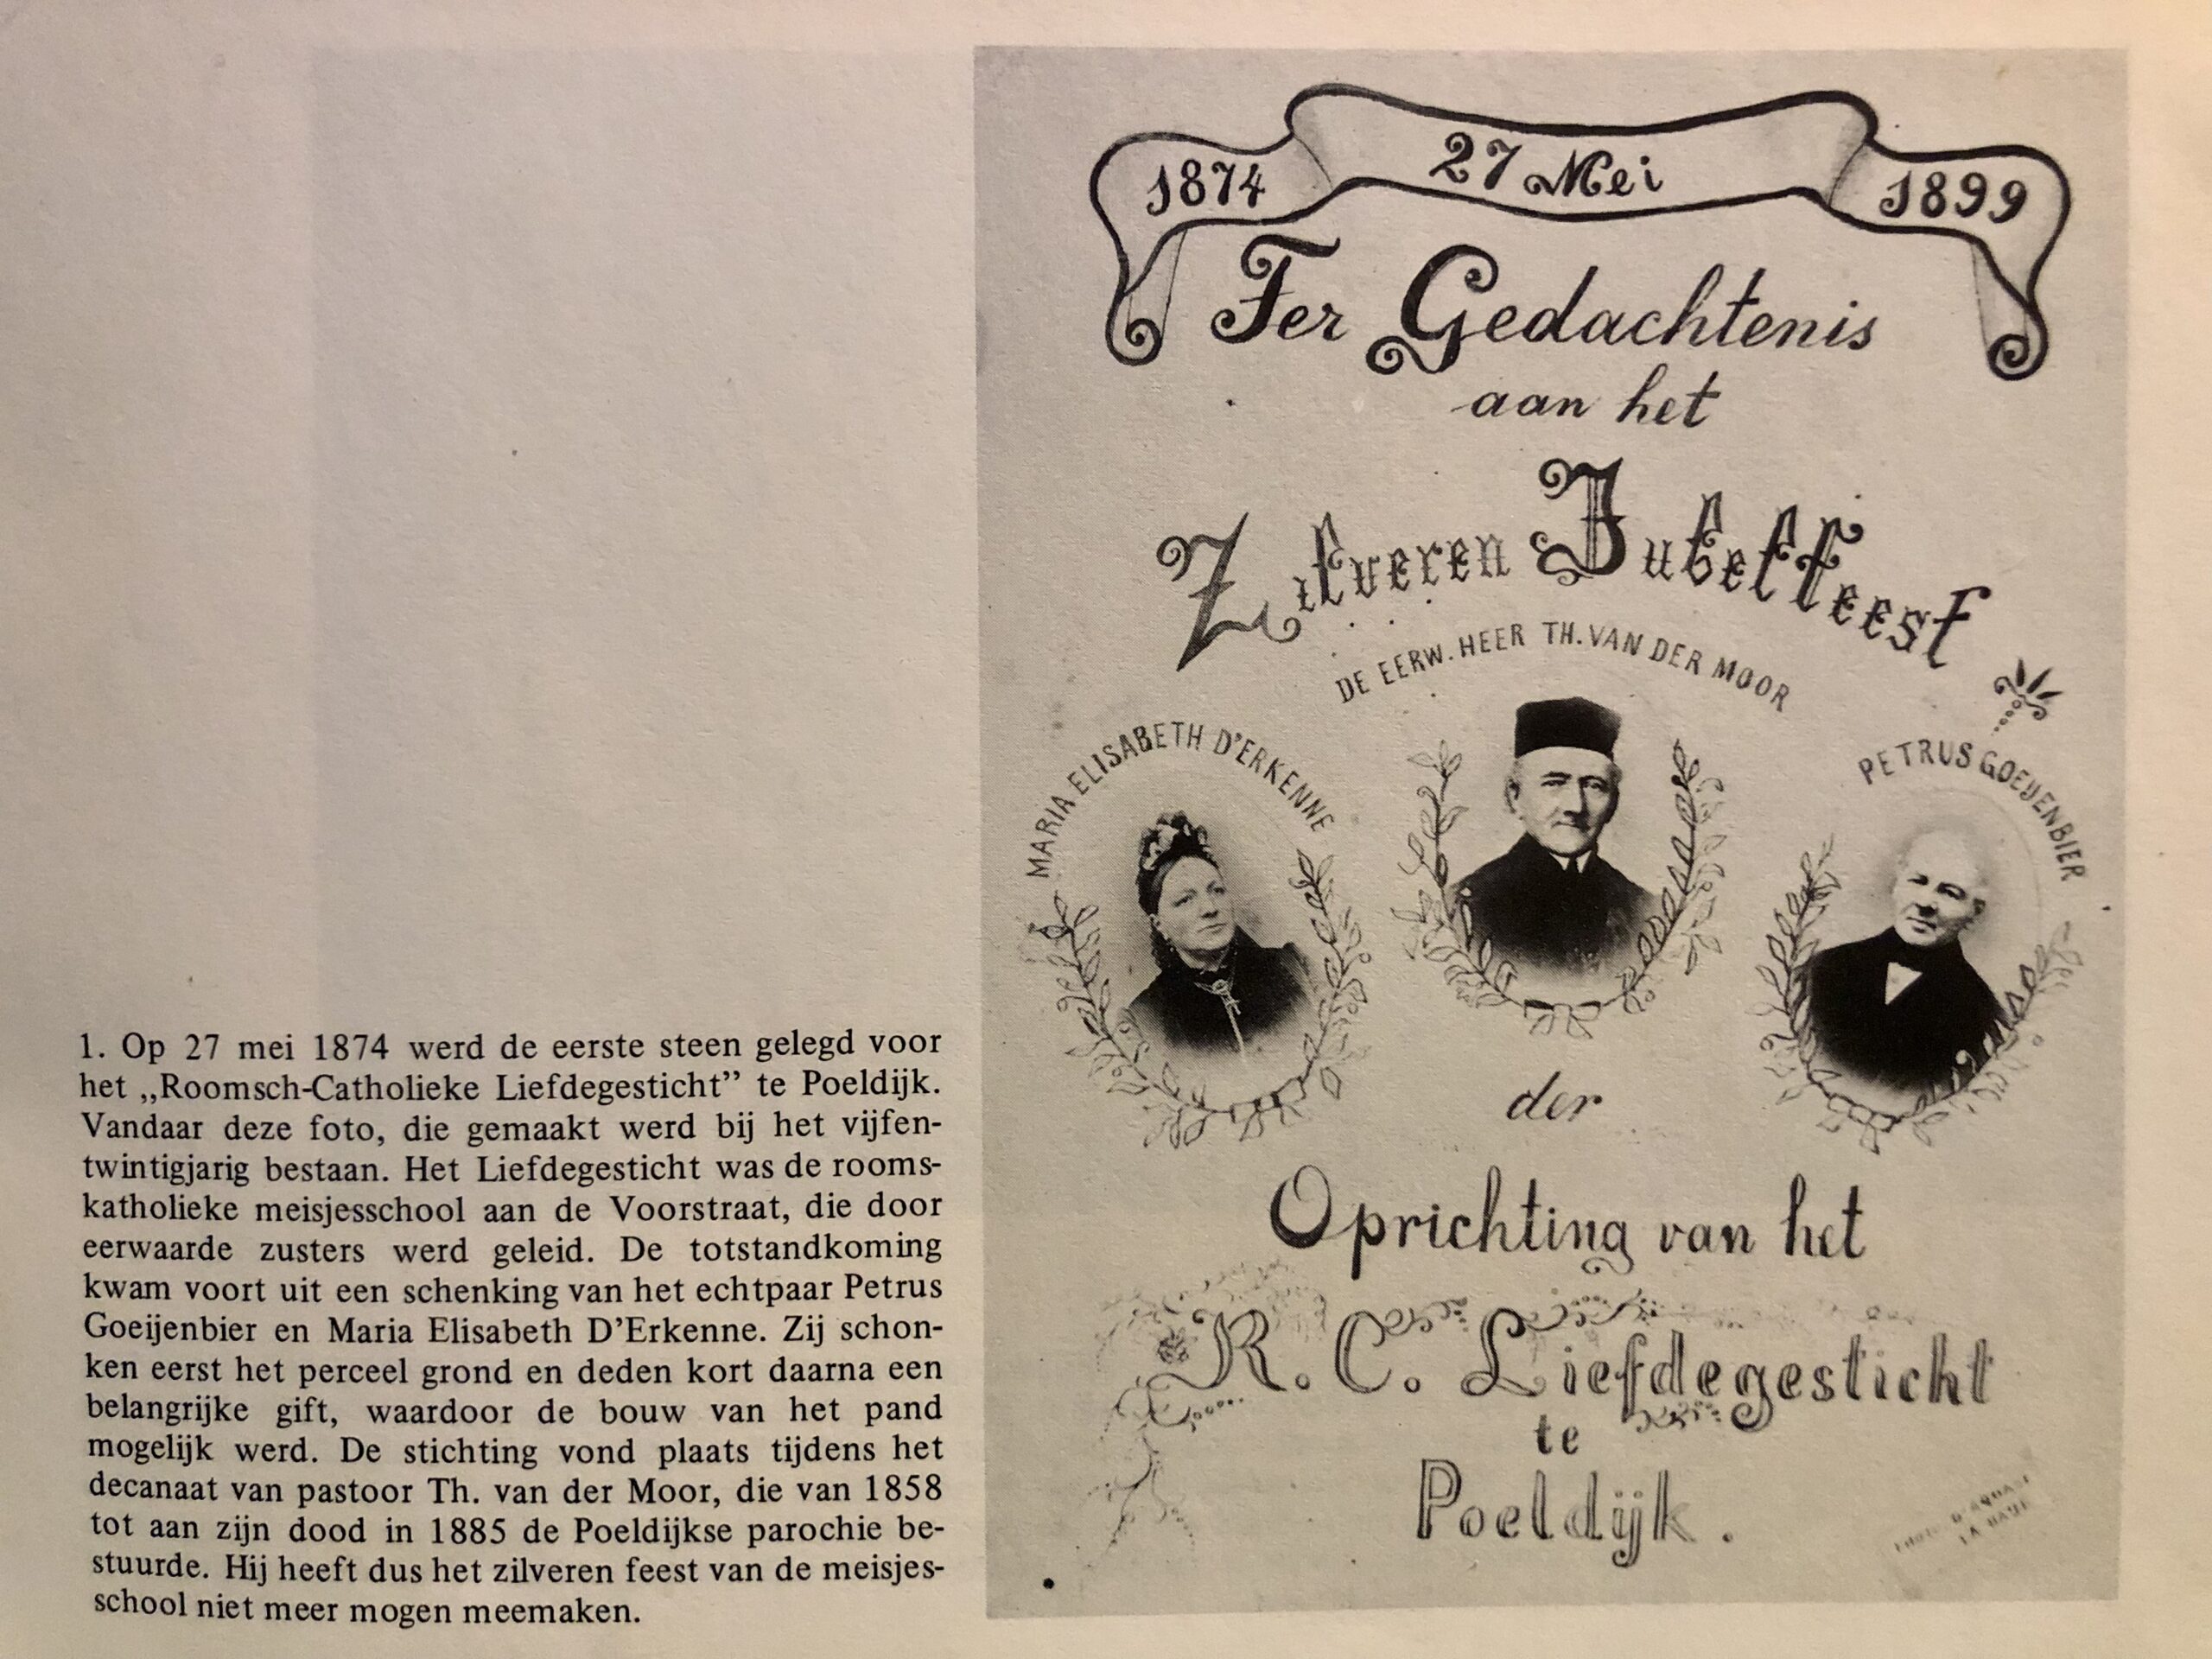 1. Op 27 mei 1874 werd de eerste steen gelegd voor
het „Roomsch-Catholieke Liefdegesticht” te Poeldijk.
Vandaar deze foto, die gemaakt werd bij het vijfen-
twintigjarig bestaan. Het Liefdegesticht was de rooms-
katholieke meisjesschool aan de Voorstraat, die door
eerwaarde zusters werd geleid. De totstandkoming
kwam voort uit een schenking van het echtpaar Petrus
Goeijenbier en Maria Elisabeth D'Erkenne. Zij schon-
ken eerst het perceel grond en deden kort daarna een
belangrijke gift, waardoor de bouw van het pand
mogelijk werd. De stichting vond plaats tijdens het
decanaat van pastoor Th. van der Moor, die van 1858
tot aan zijn dood in 1885 de Poeldijkse parochie be-
stuurde. Hij heeft dus het zilveren feest van de meisjes-
school niet meer mogen meemaken.
1874 27 Mei 1899
Ter Gedachtenis
aan het
Zilveren Jubelfeest
DE EERW. HEER TH. VAN DER MOOR
MARIA ELISABETH D'ERKENNE
PETRUS GOEIJENBIER
der
Oprichting van het
R. C. Liefdegesticht
te
Poeldijk.
LA HAYE